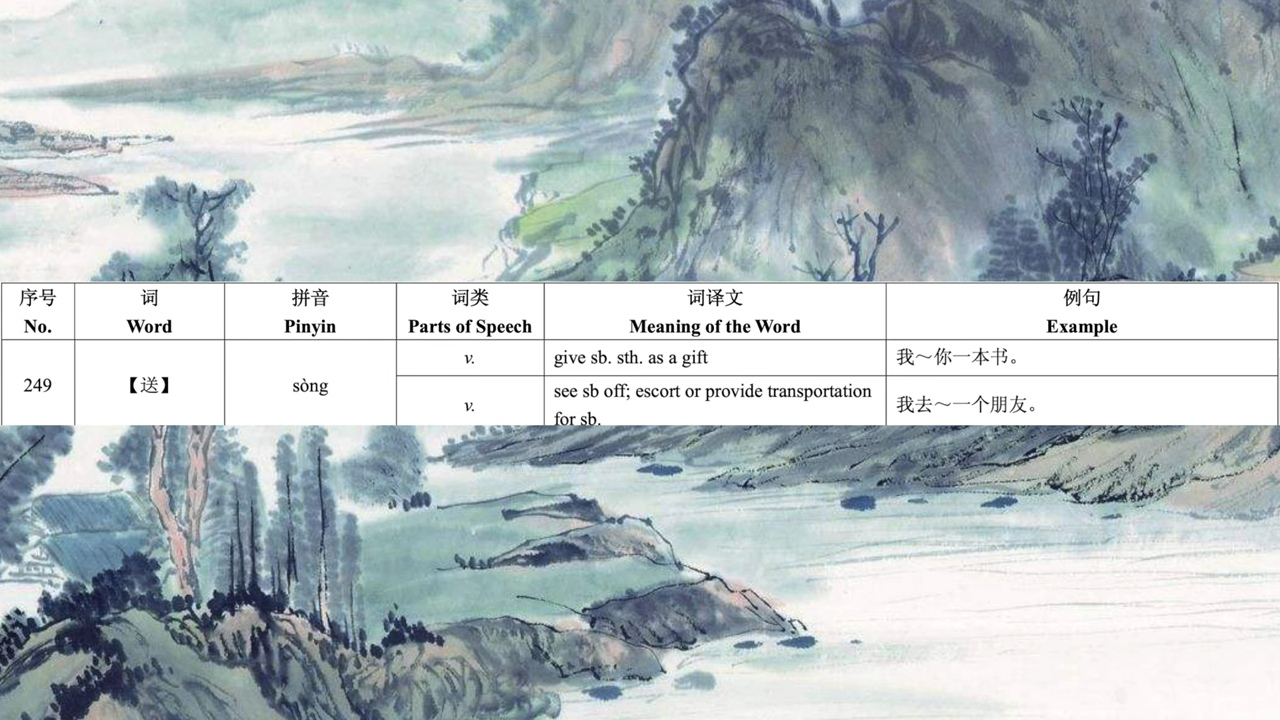 序号 词 拼音 词类 词译文 例句
No. Word Pinyin Parts of Speech Meaning of the Word Example
249 【送】 sòng v. give sb. sth. as a gift 我～你一本书。
v. see sb off; escort or provide transportation 我去～一个朋友。
for sb.